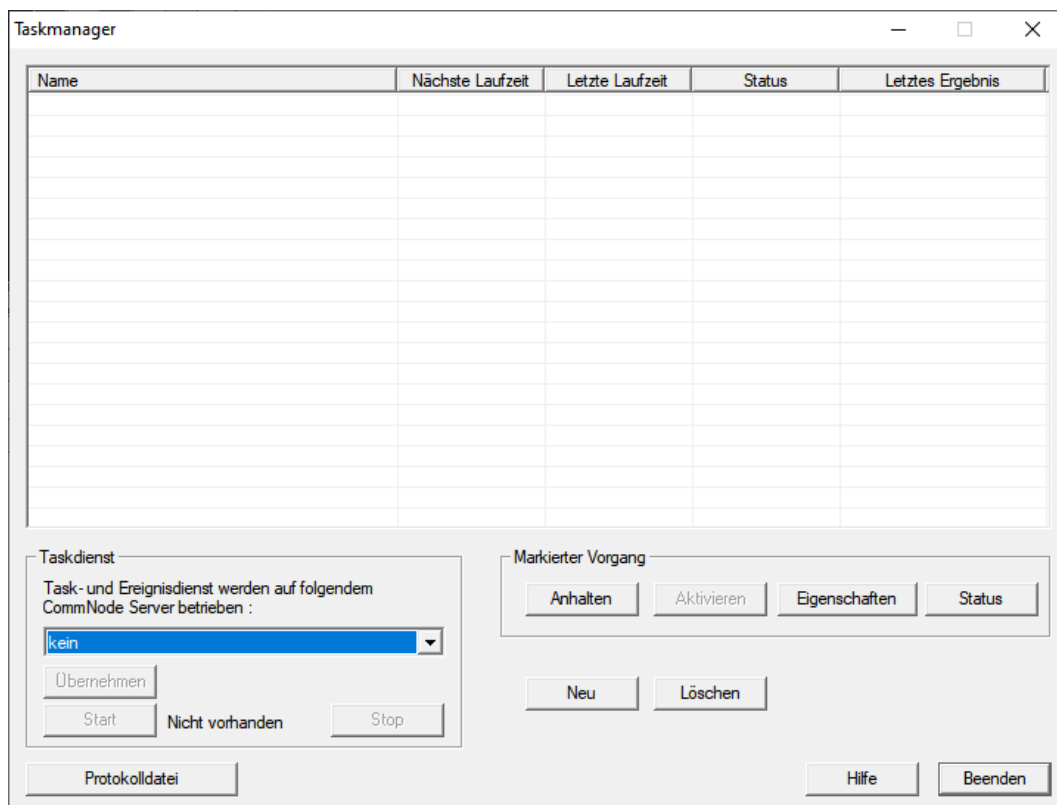 Taskmanager
Name Nächste Laufzeit Letzte Laufzeit Status Letztes Ergebnis
Taskdienst
Task- und Ereignisdienst werden auf folgendem
CommNode Server betrieben :
kein
Übernehmen
Start Nicht vorhanden Stop
Markierter Vorgang
Anhalten Aktivieren Eigenschaften Status
Neu Löschen
Protokolldatei Hilfe Beenden